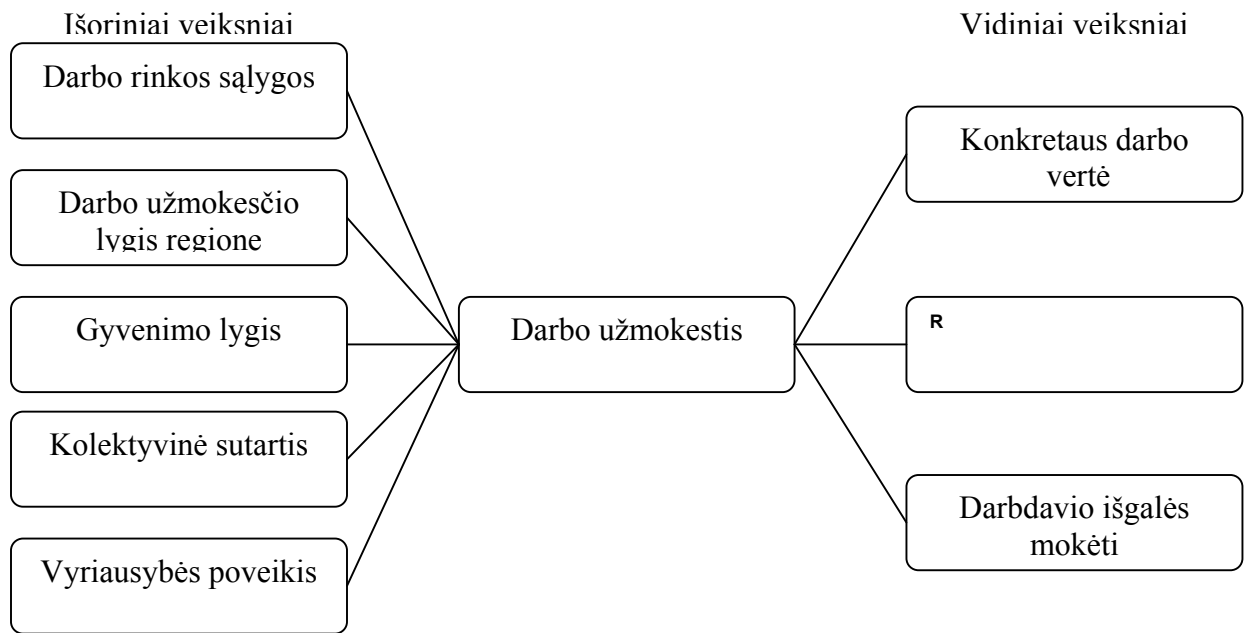 Išoriniai veiksniai
Vidiniai veiksniai
Darbo rinkos sąlygos
Darbo užmokesčio
lygis regione
Gyvenimo lygis
Kolektyvinė sutartis
Vyriausybės poveikis
Darbo užmokestis
Konkretaus darbo
vertė
R
Darbdavio išgalės
mokėti